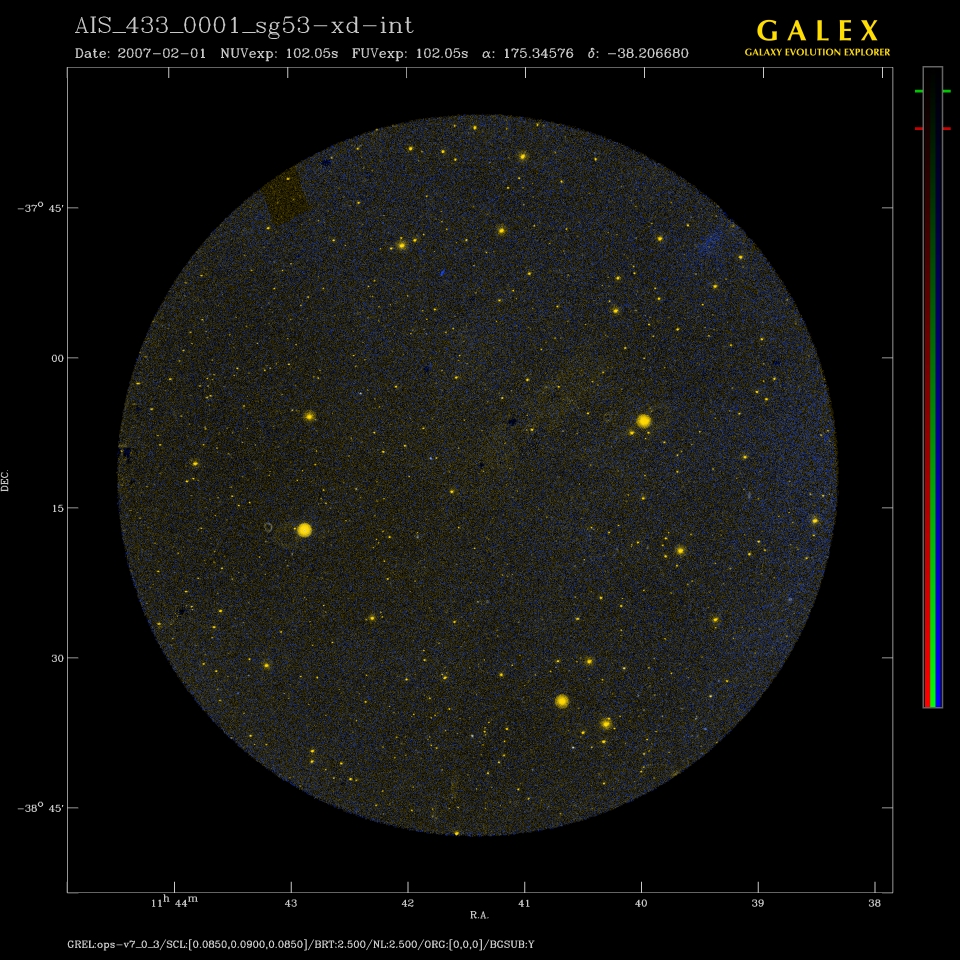 AIS_433_0001_sg53-xd-int
GALEX
GALAXY EVOLUTION EXPLORER
Date: 2007-02-01 NUVexp: 102.05s FUVexp: 102.05s α: 175.34576 δ: -38.206680
-37° 45'
00
15
30
-38° 45'
DEC.
11h 44m 43 42 41 40 39 38
R.A.
GREL:ops-v7_0_3/SCL:[0.0850,0.0900,0.0850]/BRT:2.500/NL:2.500/ORG:[0,0,0]/BGSUB:Y